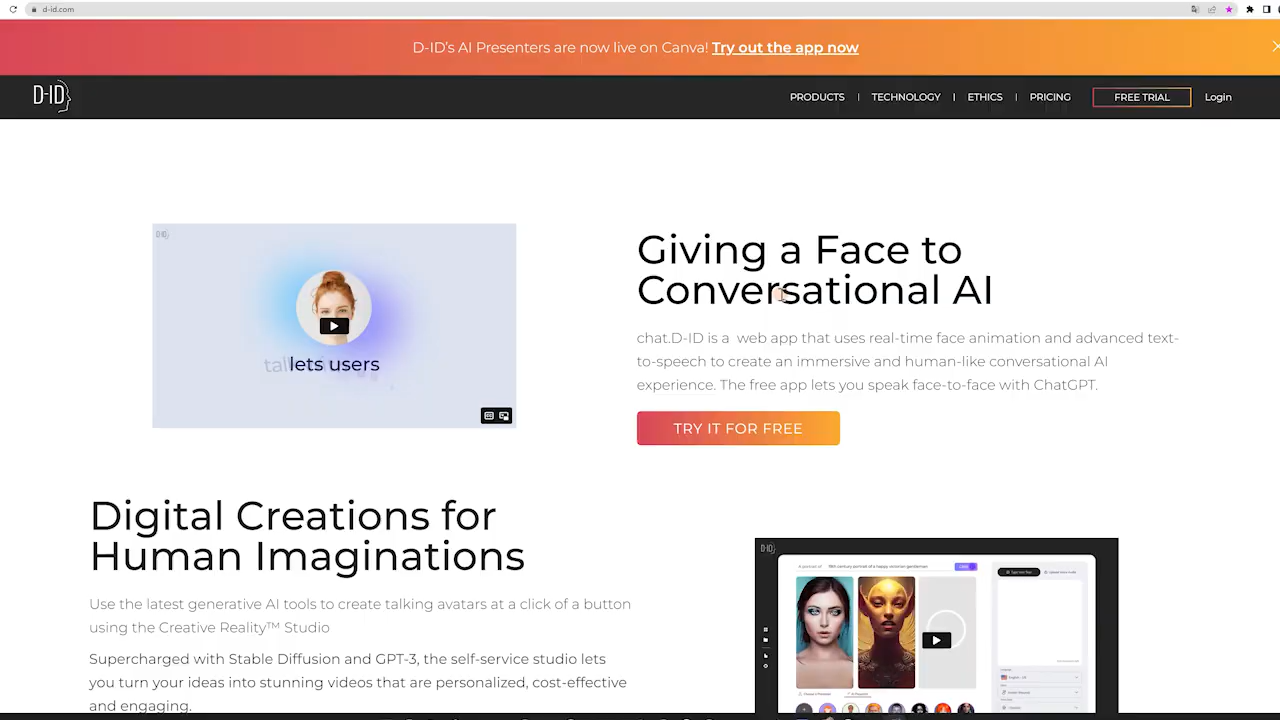 d-id.com
D-ID's AI Presenters are now live on Canva! Try out the app now
D-ID
PRODUCTS | TECHNOLOGY | ETHICS | PRICING
FREE TRIAL
Login
D-ID
lets users
Giving a Face to
Conversational AI
chat.D-ID is a web app that uses real-time face animation and advanced text-
to-speech to create an immersive and human-like conversational AI
experience. The free app lets you speak face-to-face with ChatGPT.
TRY IT FOR FREE
Digital Creations for
Human Imaginations
Use the latest generative AI tools to create talking avatars at a click of a button
using the Creative Reality™ Studio
Supercharged with Stable Diffusion and GPT-3, the self-service studio lets
you turn your ideas into stunning videos that are personalized, cost-effective
and engaging.
D-ID
A portrait of